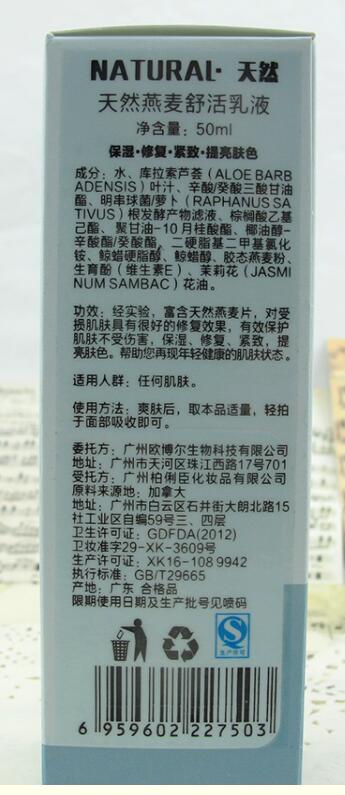 NATURAL· 天然
天然燕麦舒活乳液
净含量：50ml
保湿·修复·紧致·提亮肤色
成分：水、库拉索芦荟（ALOE BARB
ADENSIS）叶汁、辛酸/癸酸三酸甘油
酯、明串球菌/萝卜（RAPHANUS SA
TIVUS）根发酵产物滤液、棕榈酸乙基
己酯、聚甘油-10月桂酸酯、椰油醇-
辛酸酯/癸酸酯、二硬脂基二甲基氯化
铵、鲸蜡硬脂醇、鲸蜡醇、胶态燕麦粉、
生育酚（维生素E）、茉莉花（JASMI
NUM SAMBAC）花油。
功效：经实验，富含天然燕麦片，对受
损肌肤具有很好的修复效果，有效保护
肌肤不受伤害，保湿、修复、紧致，提
亮肤色。帮助您再现年轻健康的肌肤状态。
适用人群：任何肌肤。
使用方法：爽肤后，取本品适量，轻拍
于面部吸收即可。
委托方：广州欧博尔生物科技有限公司
地址：广州市天河区珠江西路17号701
受托方：广州柏俐臣化妆品有限公司
原料来源地：加拿大
地址：广州市白云区石井街大朗北路15
社工业区自编59号三、四层
卫生许可证：GDFDA(2012)
卫妆准字29-XK-3609号
生产许可证：XK16-108 9942
执行标准：GB/T29665
产地：广东 合格品
限期使用日期及生产批号见喷码
生产许可
6 959602 227503